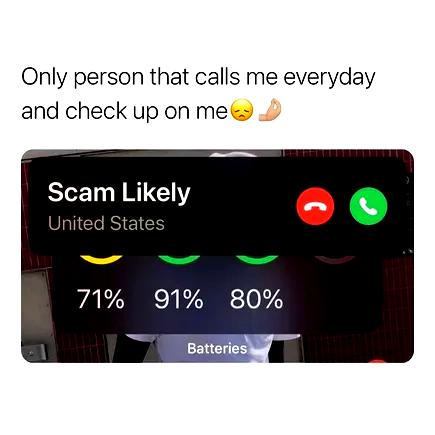 Only person that calls me everyday
and check up on me😞🤌🏼
Scam Likely
United States
71% 91% 80%
Batteries